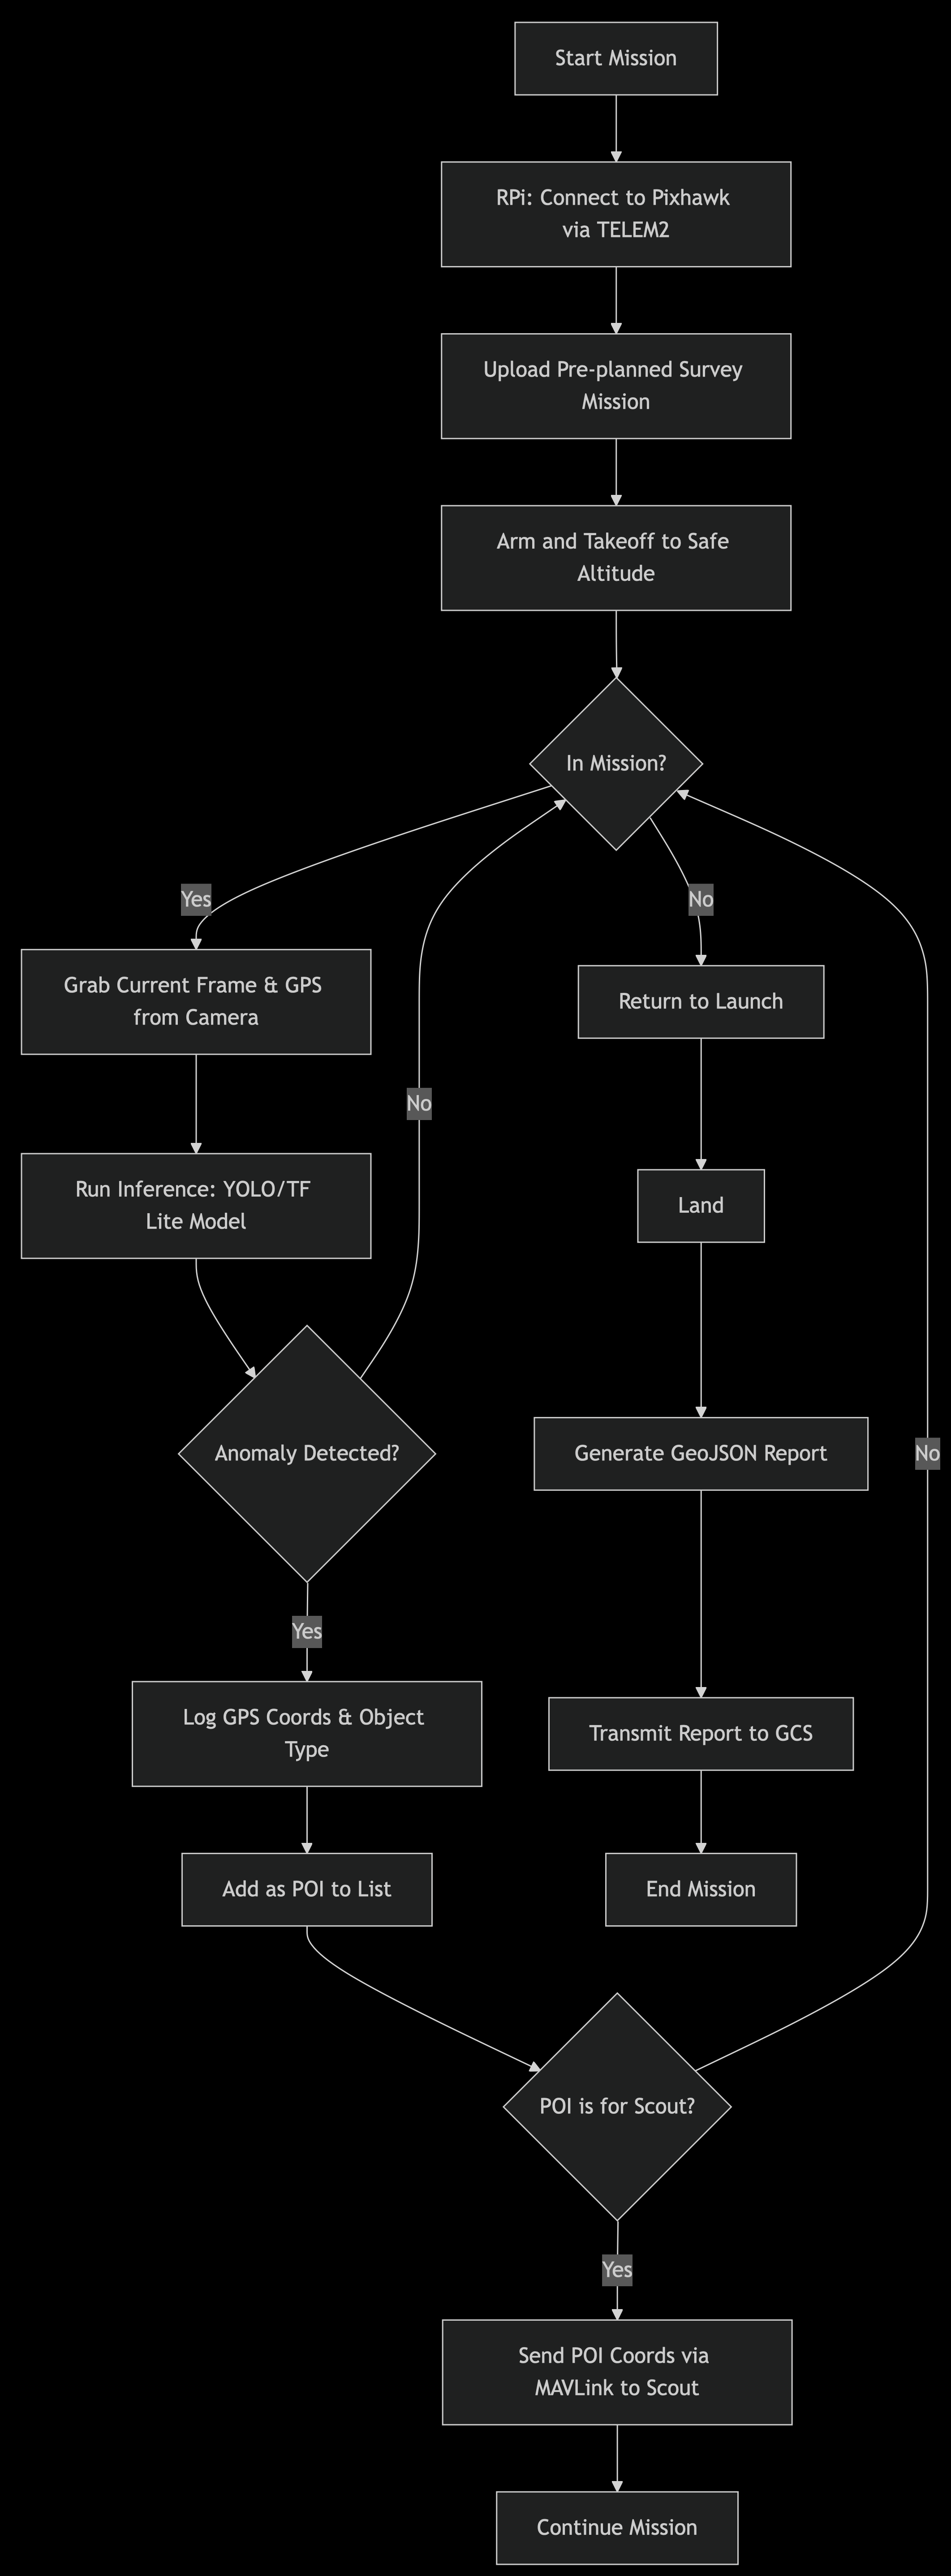 Start Mission
RPi: Connect to Pixhawk
via TELEM2
Upload Pre-planned Survey
Mission
Arm and Takeoff to Safe
Altitude
In Mission?
Yes
No
Grab Current Frame & GPS
from Camera
Return to Launch
No
Run Inference: YOLO/TF
Lite Model
Land
Anomaly Detected?
Generate GeoJSON Report
No
Yes
Log GPS Coords & Object
Type
Transmit Report to GCS
Add as POI to List
End Mission
POI is for Scout?
Yes
Send POI Coords via
MAVLink to Scout
Continue Mission